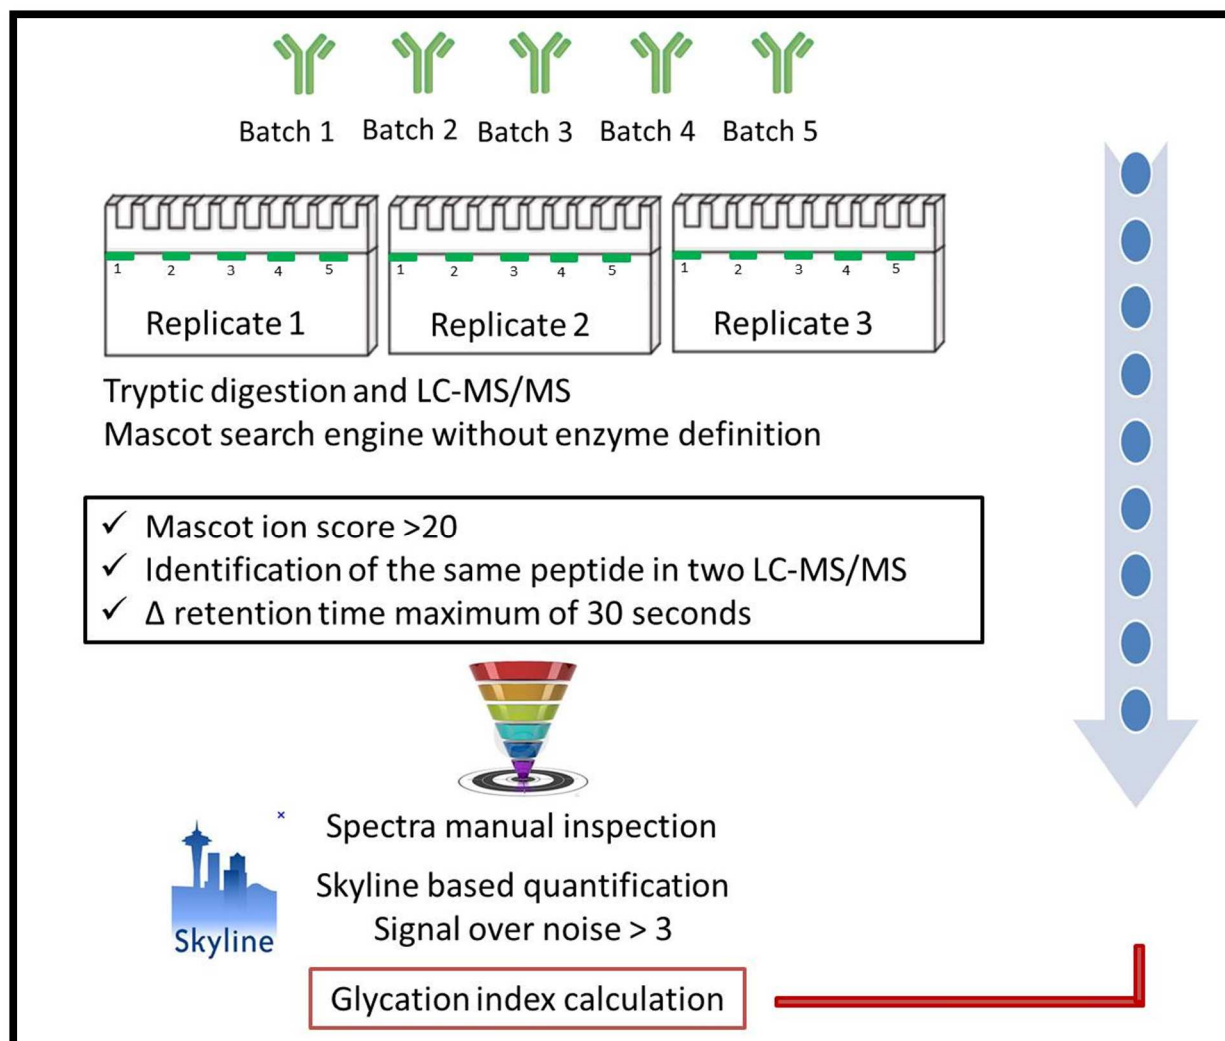 Batch 1 Batch 2 Batch 3 Batch 4 Batch 5
1 2 3 4 5 1 2 3 4 5 1 2 3 4 5
Replicate 1 Replicate 2 Replicate 3
Tryptic digestion and LC-MS/MS
Mascot search engine without enzyme definition
✓ Mascot ion score >20
✓ Identification of the same peptide in two LC-MS/MS
✓ Δ retention time maximum of 30 seconds
Spectra manual inspection
Skyline based quantification
Signal over noise > 3
Skyline
Glycation index calculation